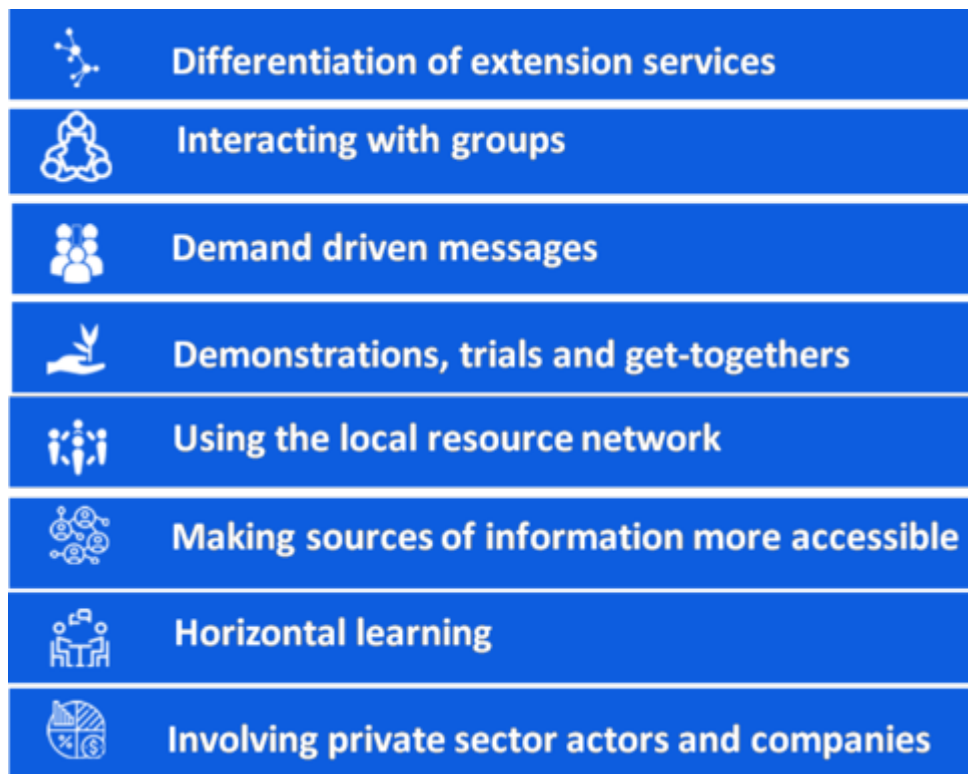 Differentiation of extension services
Interacting with groups
Demand driven messages
Demonstrations, trials and get-togethers
Using the local resource network
Making sources of information more accessible
Horizontal learning
Involving private sector actors and companies